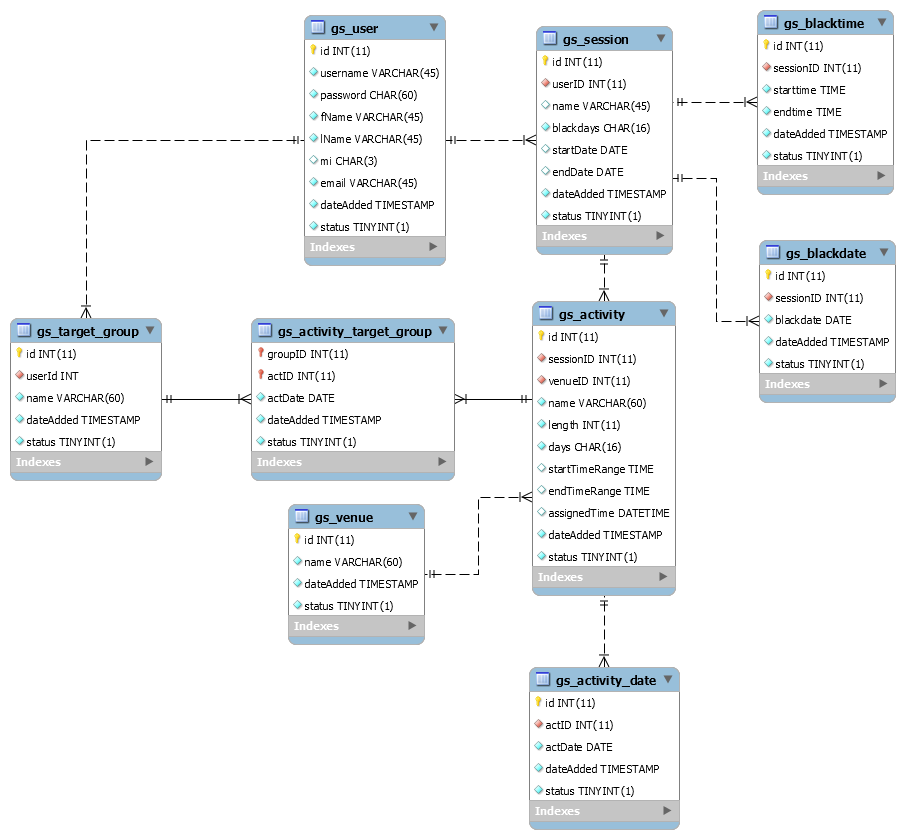 gs_user
id INT(11)
username VARCHAR(45)
password CHAR(60)
fName VARCHAR(45)
lName VARCHAR(45)
mi CHAR(3)
email VARCHAR(45)
dateAdded TIMESTAMP
status TINYINT(1)
Indexes
gs_session
id INT(11)
userID INT(11)
name VARCHAR(45)
blackdays CHAR(16)
startDate DATE
endDate DATE
dateAdded TIMESTAMP
status TINYINT(1)
Indexes
gs_blacktime
id INT(11)
sessionID INT(11)
starttime TIME
endtime TIME
dateAdded TIMESTAMP
status TINYINT(1)
Indexes
gs_blackdate
id INT(11)
sessionID INT(11)
blackdate DATE
dateAdded TIMESTAMP
status TINYINT(1)
Indexes
gs_target_group
id INT(11)
userId INT
name VARCHAR(60)
dateAdded TIMESTAMP
status TINYINT(1)
Indexes
gs_activity_target_group
groupID INT(11)
actID INT(11)
actDate DATE
dateAdded TIMESTAMP
status TINYINT(1)
Indexes
gs_activity
id INT(11)
sessionID INT(11)
venueID INT(11)
name VARCHAR(60)
length INT(11)
days CHAR(16)
startTimeRange TIME
endTimeRange TIME
assignedTime DATETIME
dateAdded TIMESTAMP
status TINYINT(1)
Indexes
gs_venue
id INT(11)
name VARCHAR(60)
dateAdded TIMESTAMP
status TINYINT(1)
Indexes
gs_activity_date
id INT(11)
actID INT(11)
actDate DATE
dateAdded TIMESTAMP
status TINYINT(1)
Indexes